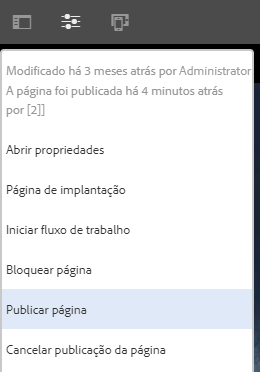 Modificado há 3 meses atrás por Administrator
A página foi publicada há 4 minutos atrás
por [2]]
Abrir propriedades
Página de implantação
Iniciar fluxo de trabalho
Bloquear página
Publicar página
Cancelar publicação da página